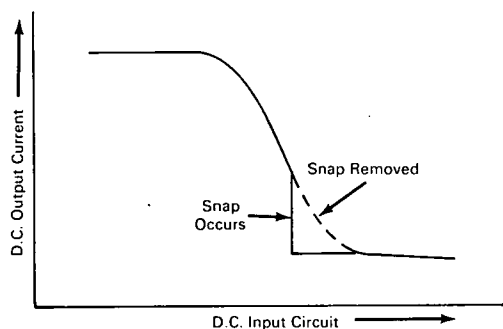 D.C. Output Current
Snap Removed
Snap
Occurs
D.C. Input Circuit